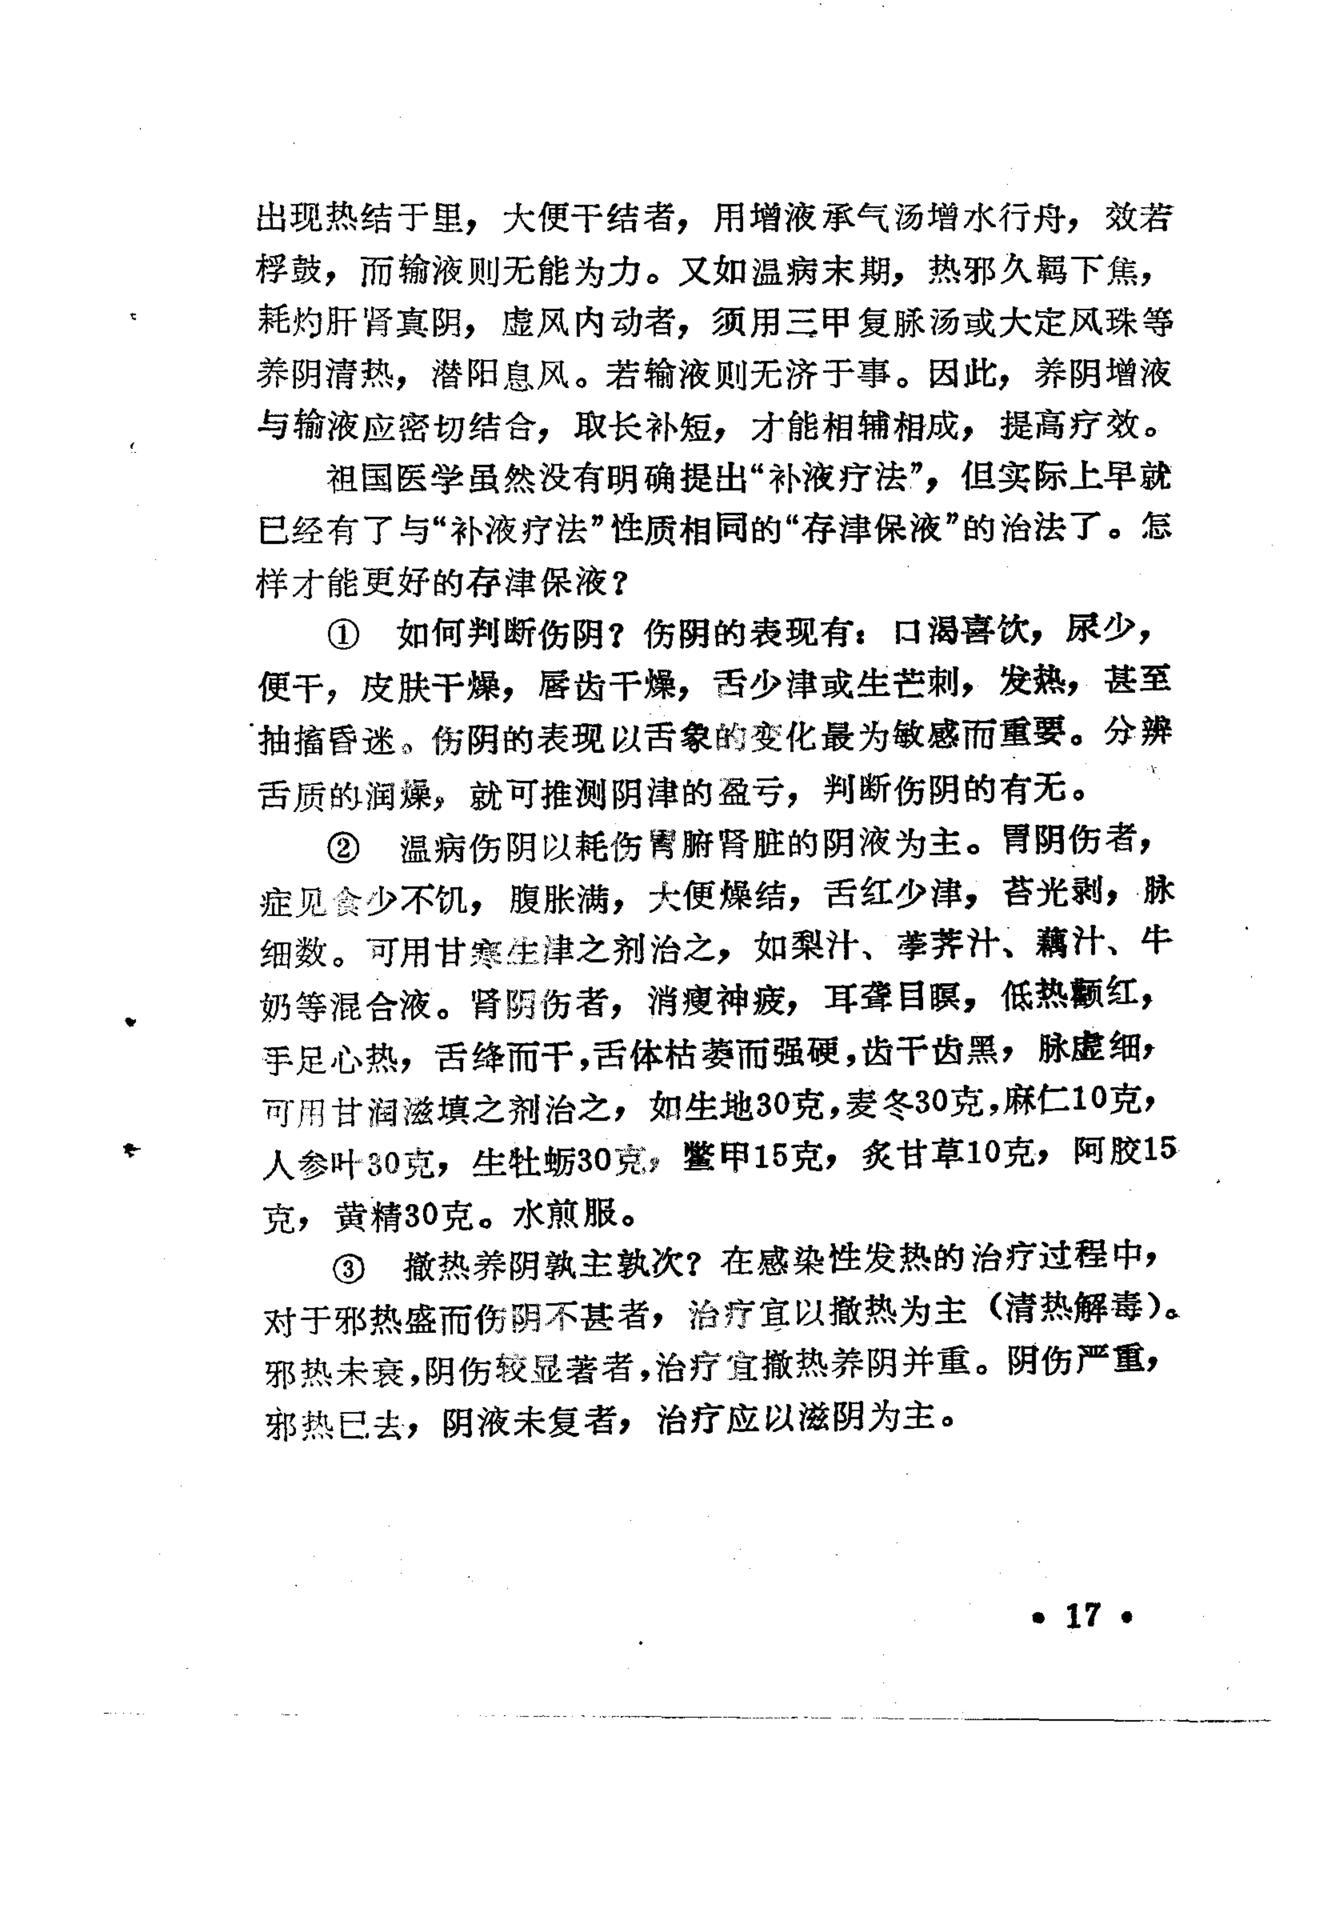 出现热结于里，大便干结者，用增液承气汤增水行舟，效若
桴鼓，而输液则无能为力。又如温病末期，热邪久羁下焦，
耗灼肝肾真阴，虚风内动者，须用三甲复脉汤或大定风珠等
养阴清热，潜阳息风。若输液则无济于事。因此，养阴增液
与输液应密切结合，取长补短，才能相辅相成，提高疗效。
祖国医学虽然没有明确提出“补液疗法”，但实际上早就
已经有了与“补液疗法”性质相同的“存津保液”的治法了。怎
样才能更好的存津保液？
① 如何判断伤阴？伤阴的表现有：口渴喜饮，尿少，
便干，皮肤干燥，唇齿干燥，舌少津或生芒刺，发热，甚至
抽搐昏迷。伤阴的表现以舌象的变化最为敏感而重要。分辨
舌质的润燥，就可推测阴津的盈亏，判断伤阴的有无。
② 温病伤阴以耗伤胃腑肾脏的阴液为主。胃阴伤者，
症见食少不饥，腹胀满，大便燥结，舌红少津，苔光剥，脉
细数。可用甘寒生津之剂治之，如梨汁、荸荠汁、藕汁、牛
奶等混合液。肾阴伤者，消瘦神疲，耳聋目瞑，低热颧红，
手足心热，舌绛而干，舌体枯萎而强硬，齿干齿黑，脉虚细，
可用甘润滋填之剂治之，如生地30克，麦冬30克，麻仁10克，
人参叶30克，生牡蛎30克，鳖甲15克，炙甘草10克，阿胶15
克，黄精30克。水煎服。
③ 撤热养阴孰主孰次？在感染性发热的治疗过程中，
对于邪热盛而伤阴不甚者，治疗宜以撤热为主（清热解毒）。
邪热未衰，阴伤较显著者，治疗宜撤热养阴并重。阴伤严重，
邪热已去，阴液未复者，治疗应以滋阴为主。
• 17 •